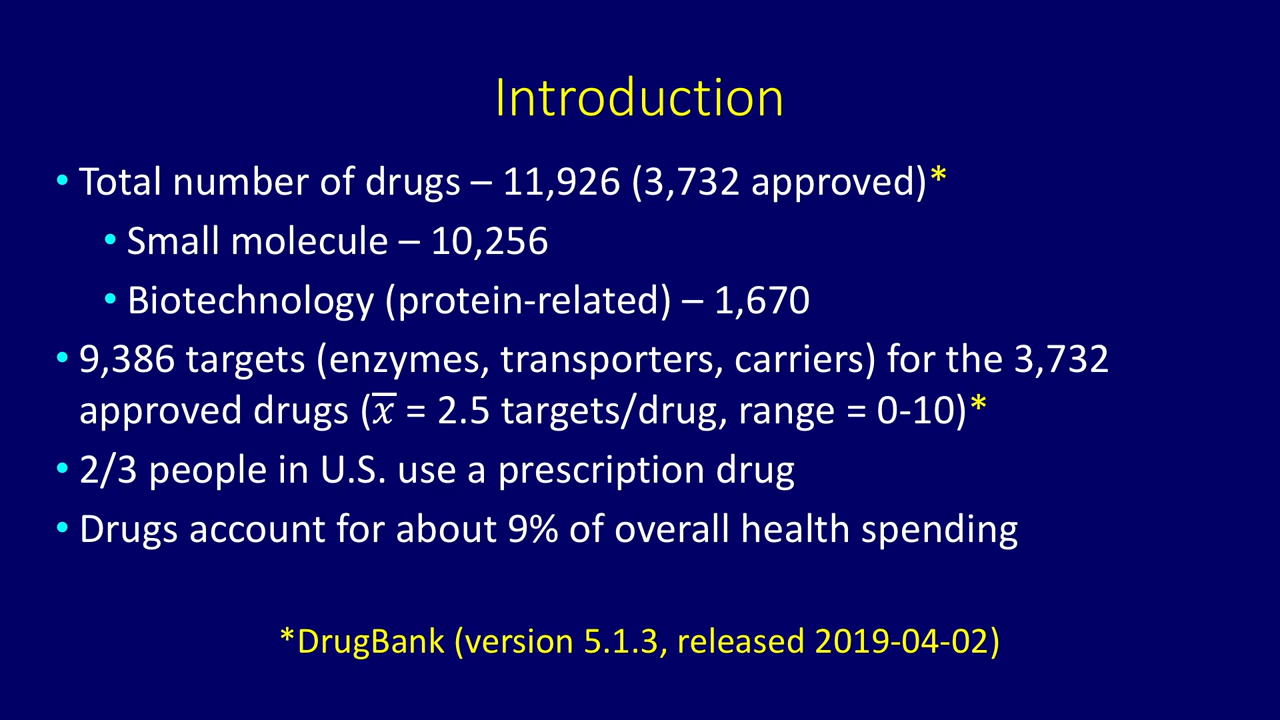 Introduction
• Total number of drugs – 11,926 (3,732 approved)*
• Small molecule – 10,256
• Biotechnology (protein-related) – 1,670
• 9,386 targets (enzymes, transporters, carriers) for the 3,732
approved drugs (x̅ = 2.5 targets/drug, range = 0-10)*
• 2/3 people in U.S. use a prescription drug
• Drugs account for about 9% of overall health spending
*DrugBank (version 5.1.3, released 2019-04-02)